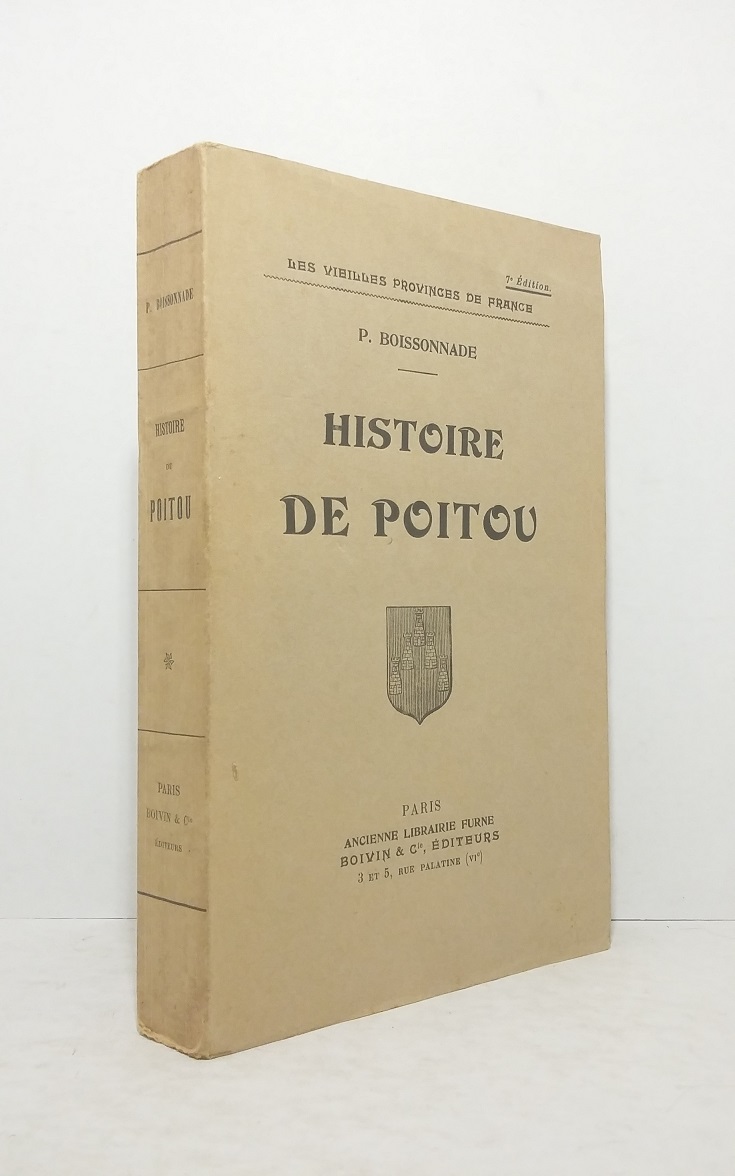 P. BOISSONNADE
HISTOIRE
DU
POITOU
PARIS
BOIVIN & Cie
ÉDITEURS
7e Édition.
LES VIEILLES PROVINCES DE FRANCE
P. BOISSONNADE
HISTOIRE
DE POITOU
PARIS
ANCIENNE LIBRAIRIE FURNE
BOIVIN & Cie, ÉDITEURS
3 ET 5, RUE PALATINE (VIe)